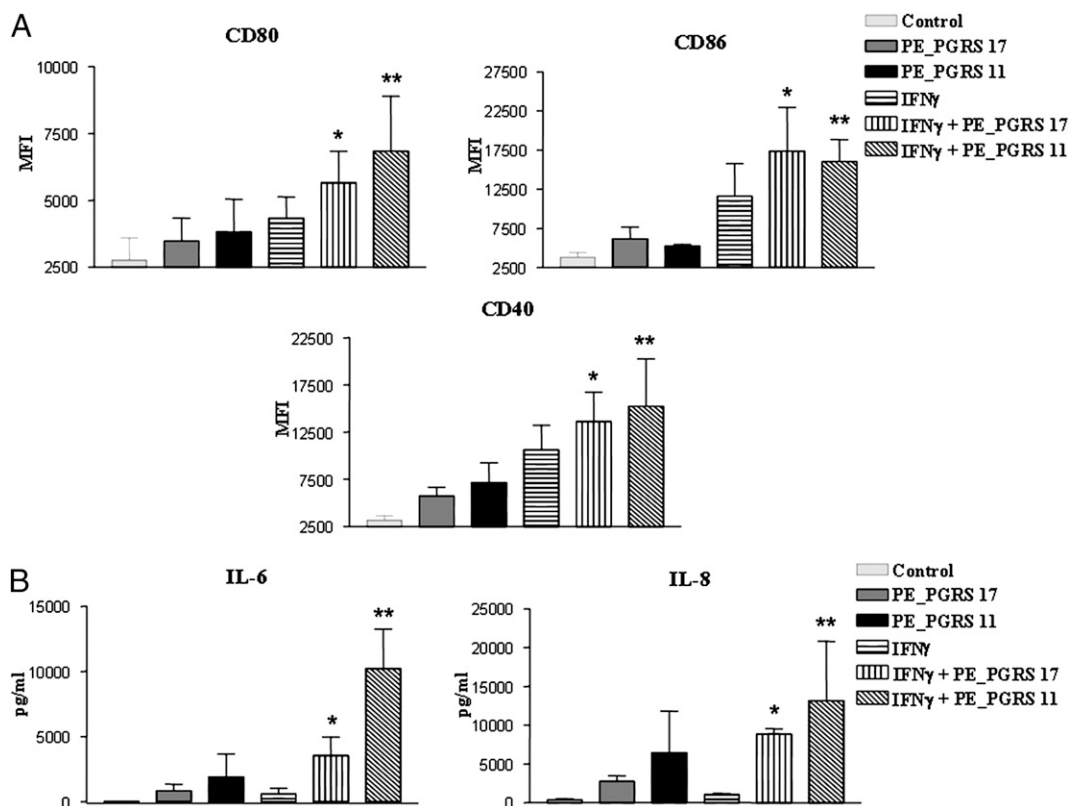 A
CD80
10000
7500
5000
2500
MFI
*
**
CD86
27500
22500
17500
12500
7500
2500
MFI
*
**
Control
PE_PGRS 17
PE_PGRS 11
IFNγ
IFNγ + PE_PGRS 17
IFNγ + PE_PGRS 11
CD40
22500
17500
12500
7500
2500
MFI
*
**
B
IL-6
15000
10000
5000
0
pg/ml
*
**
IL-8
25000
20000
15000
10000
5000
0
pg/ml
*
**
Control
PE_PGRS 17
PE_PGRS 11
IFNγ
IFNγ + PE_PGRS 17
IFNγ + PE_PGRS 11